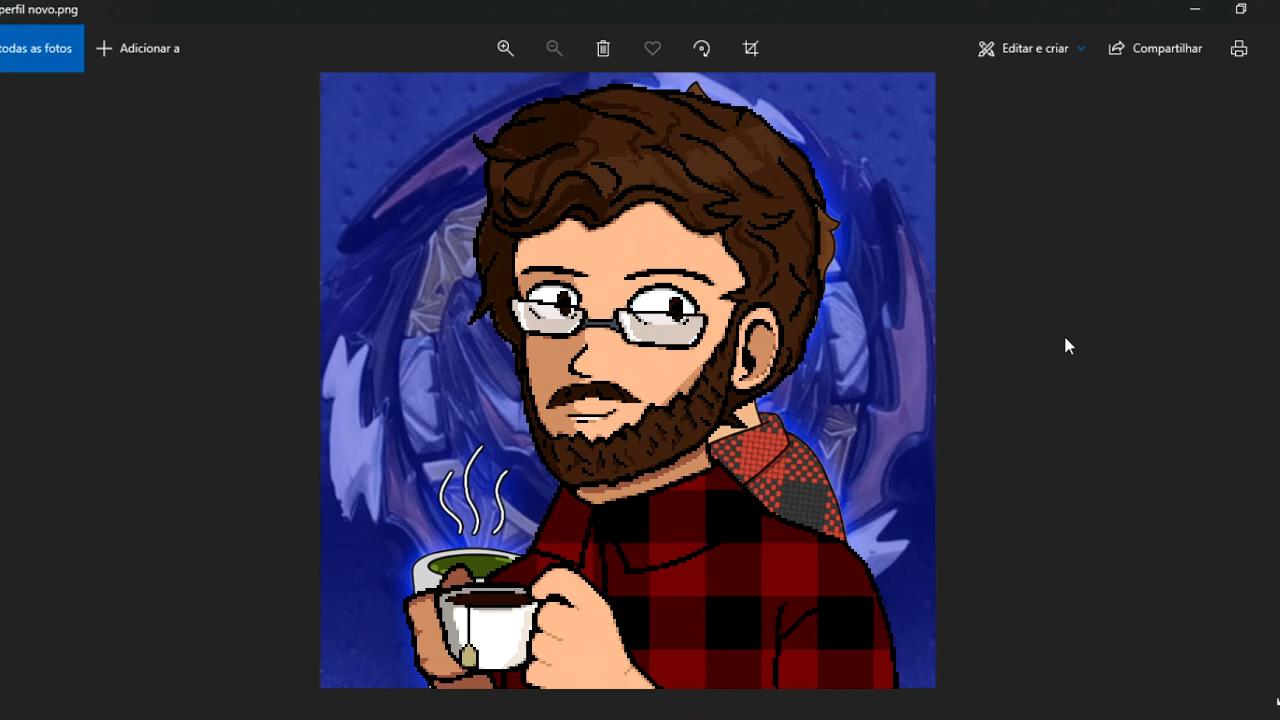 perfil novo.png
todas as fotos
Adicionar a
Editar e criar
Compartilhar